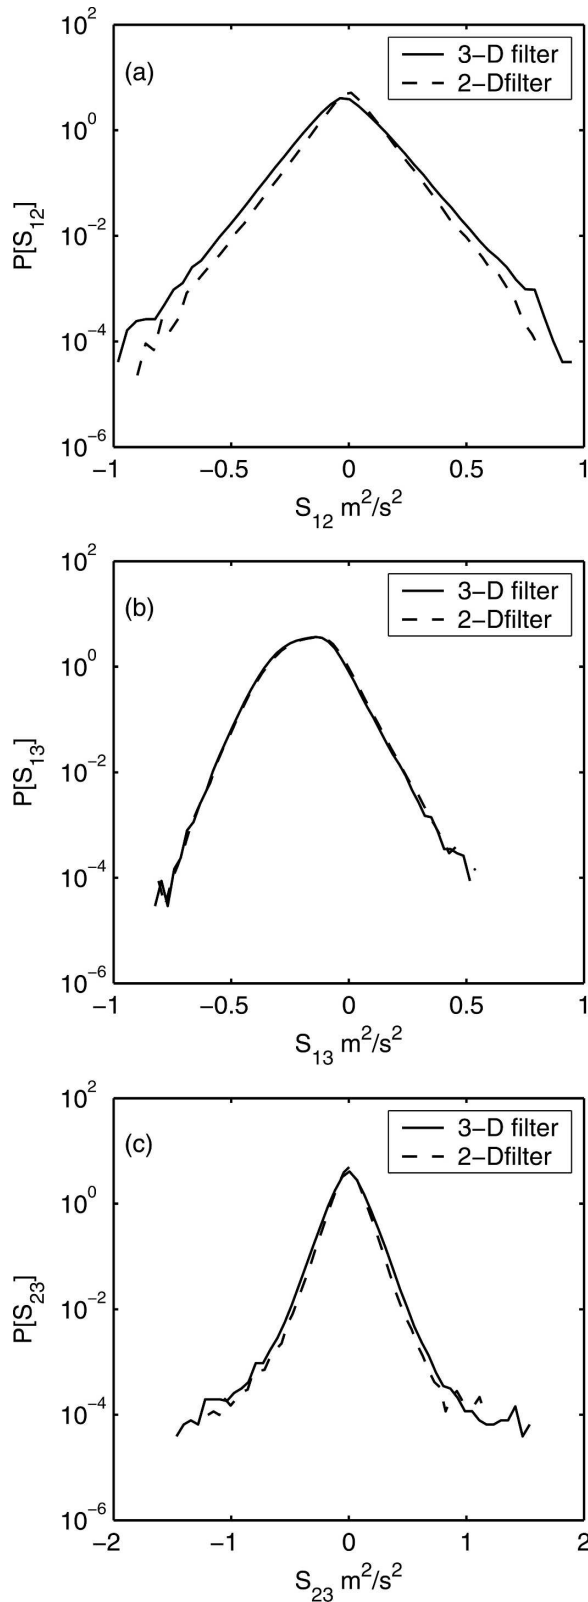 10^2
(a)
3−D filter
2−Dfilter
10^0
P[S_12]
10^−2
10^−4
10^−6
−1 −0.5 0 0.5 1
S_12 m^2/s^2
10^2
(b)
3−D filter
2−Dfilter
10^0
P[S_13]
10^−2
10^−4
10^−6
−1 −0.5 0 0.5 1
S_13 m^2/s^2
10^2
(c)
3−D filter
2−Dfilter
10^0
P[S_23]
10^−2
10^−4
10^−6
−2 −1 0 1 2
S_23 m^2/s^2